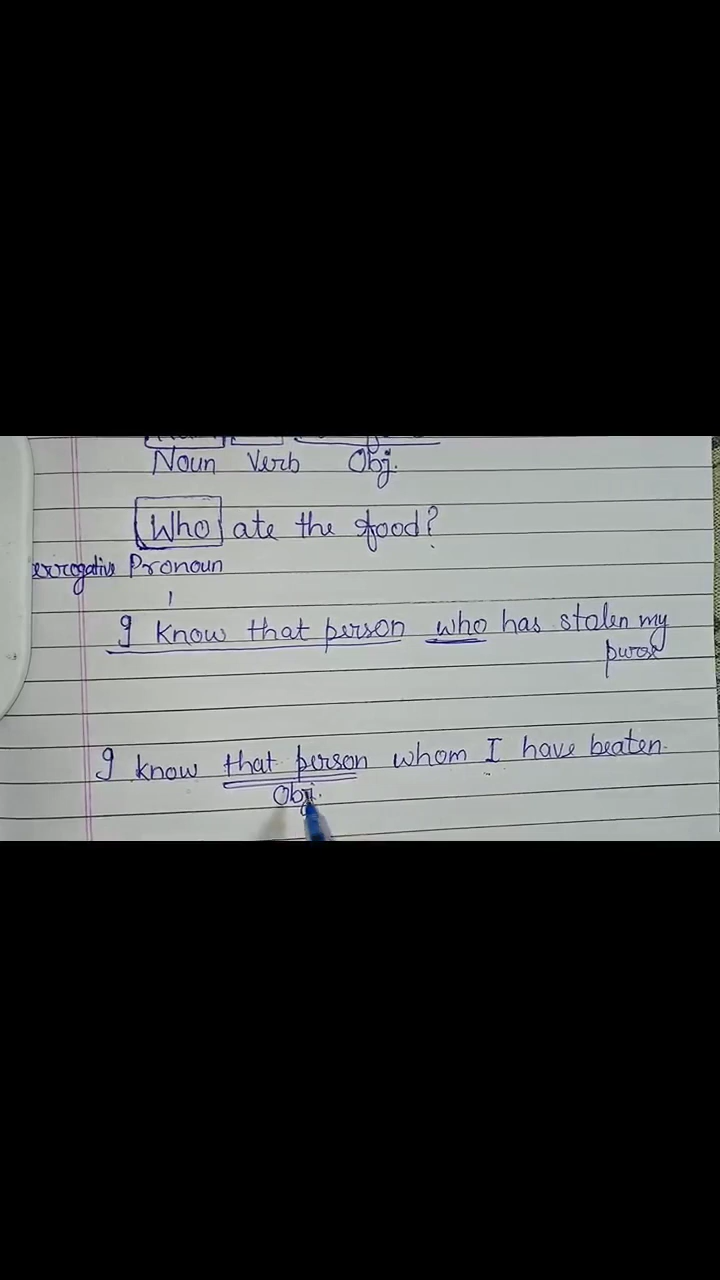 Noun Verb Obj.
Who ate the food?
errogative Pronoun
I know that person who has stolen my
purse
I know that person whom I have beaten.
Obj.